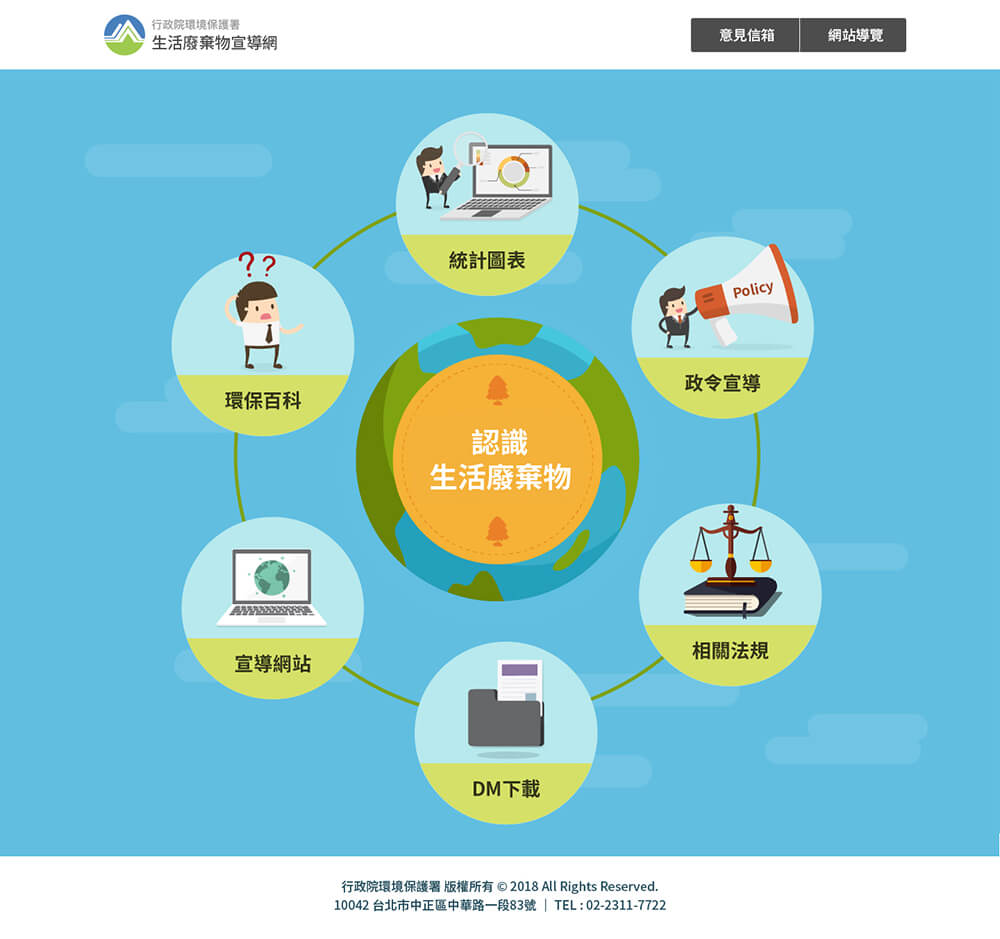 行政院環境保護署
生活廢棄物宣導網
意見信箱
網站導覽
統計圖表
??
環保百科
Policy
政令宣導
認識
生活廢棄物
宣導網站
相關法規
DM下載
行政院環境保護署 版權所有 © 2018 All Rights Reserved.
10042 台北市中正區中華路一段83號 │ TEL : 02-2311-7722